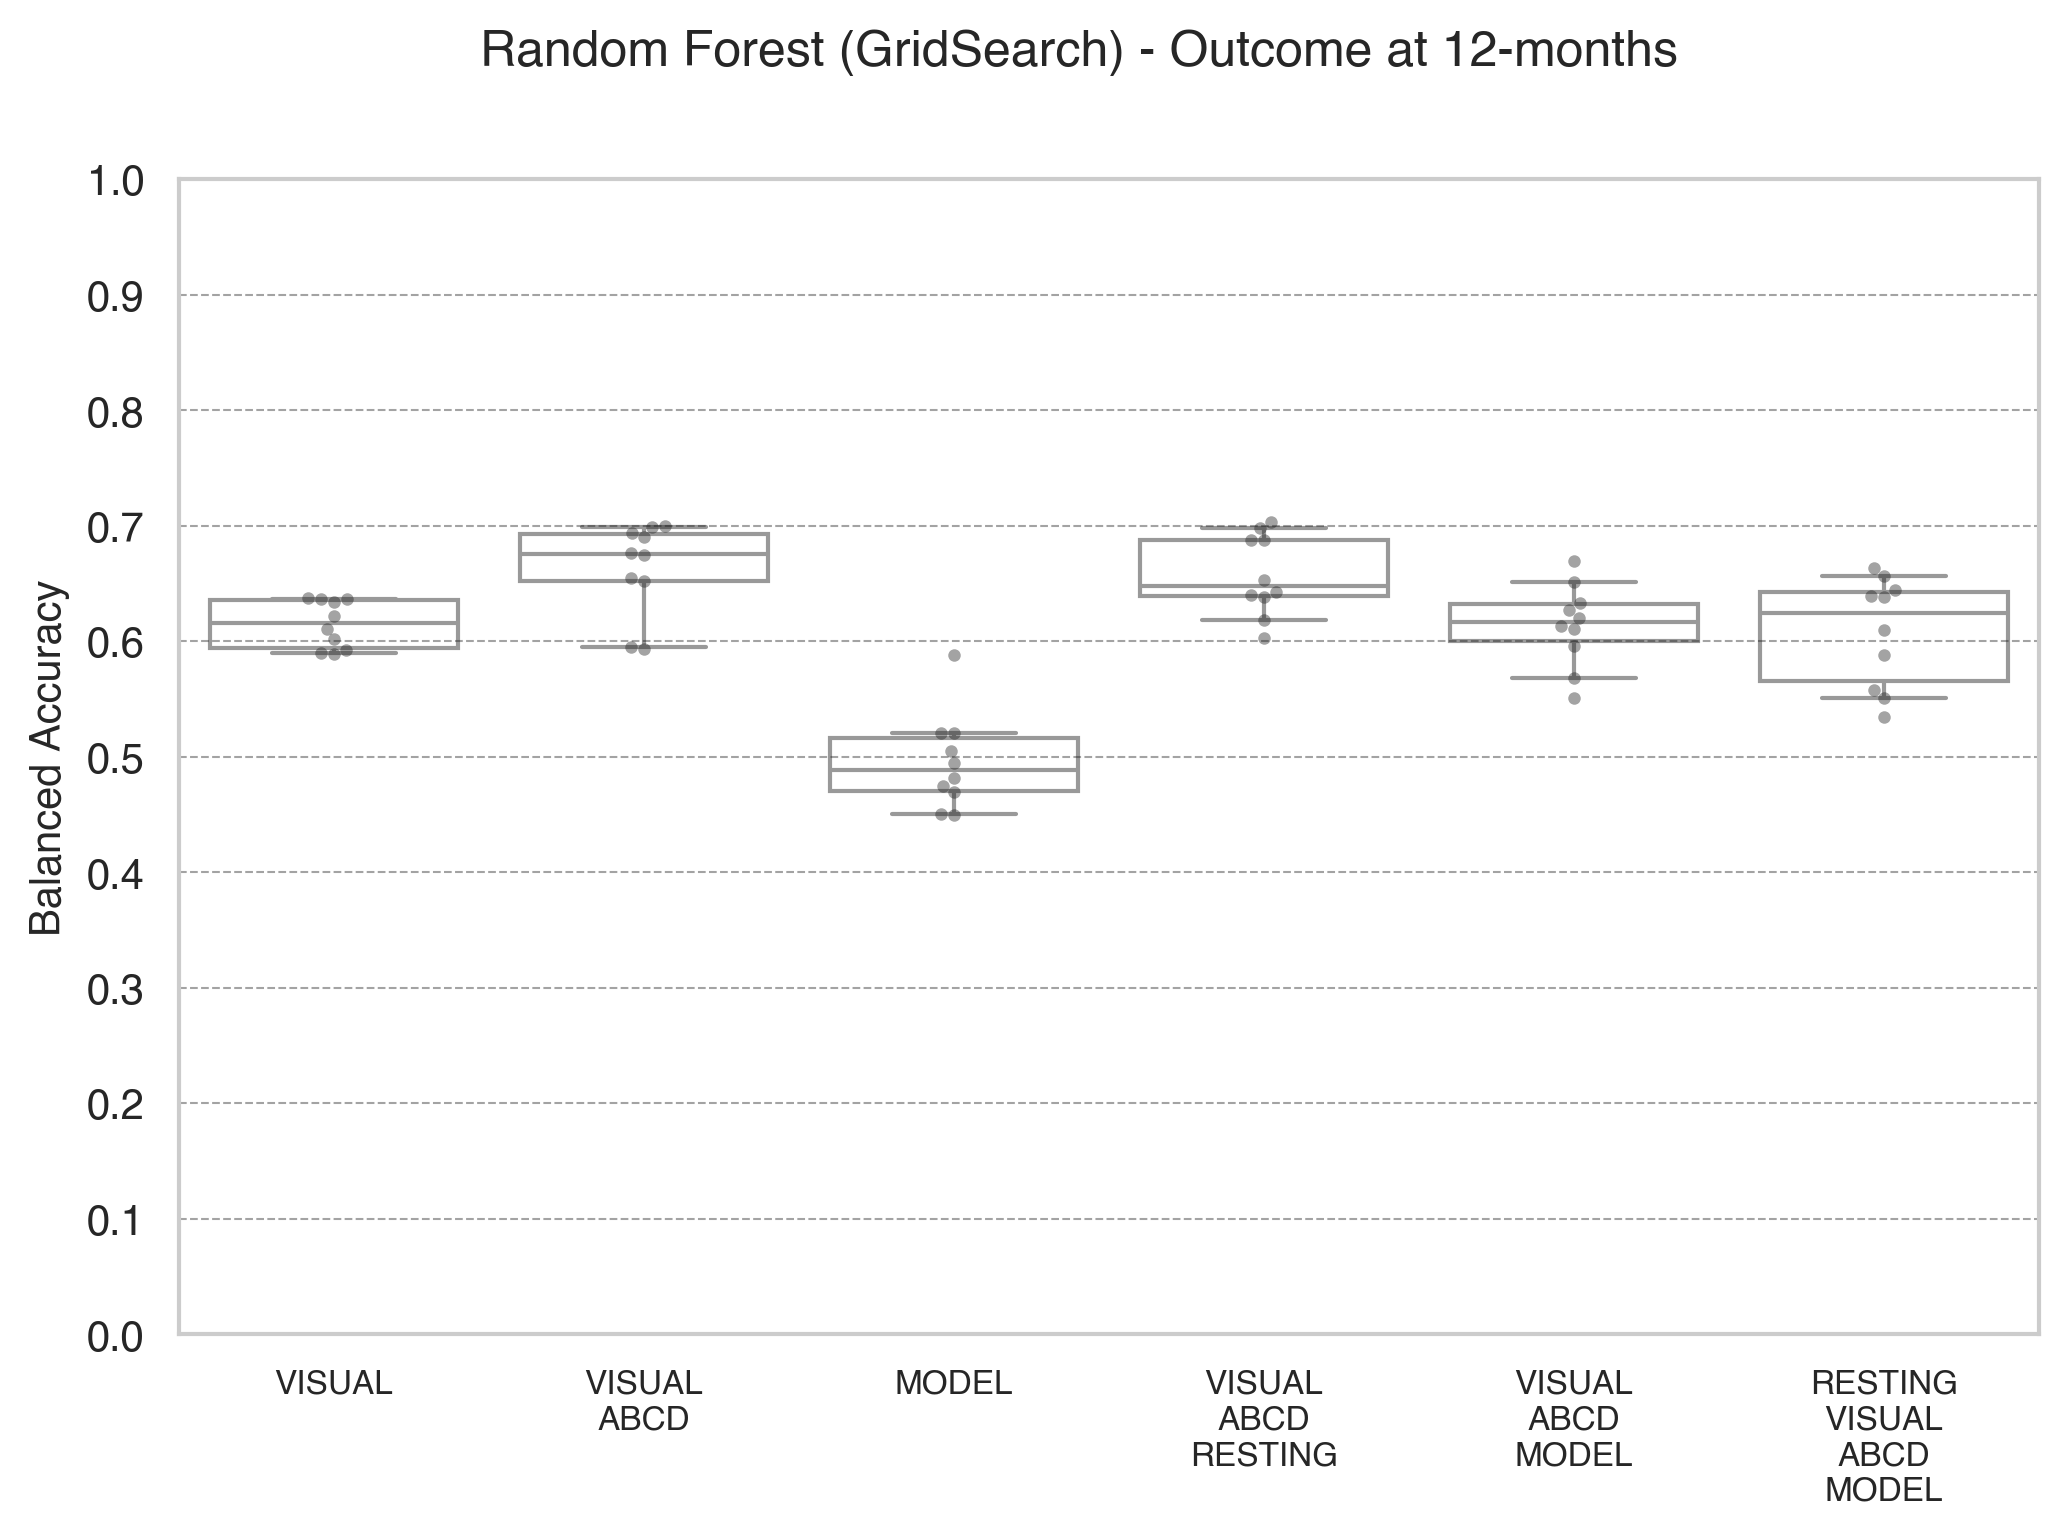 Random Forest (GridSearch) - Outcome at 12-months
Balanced Accuracy
1.0
0.9
0.8
0.7
0.6
0.5
0.4
0.3
0.2
0.1
0.0
VISUAL
VISUAL
ABCD
MODEL
VISUAL
ABCD
RESTING
VISUAL
ABCD
MODEL
RESTING
VISUAL
ABCD
MODEL